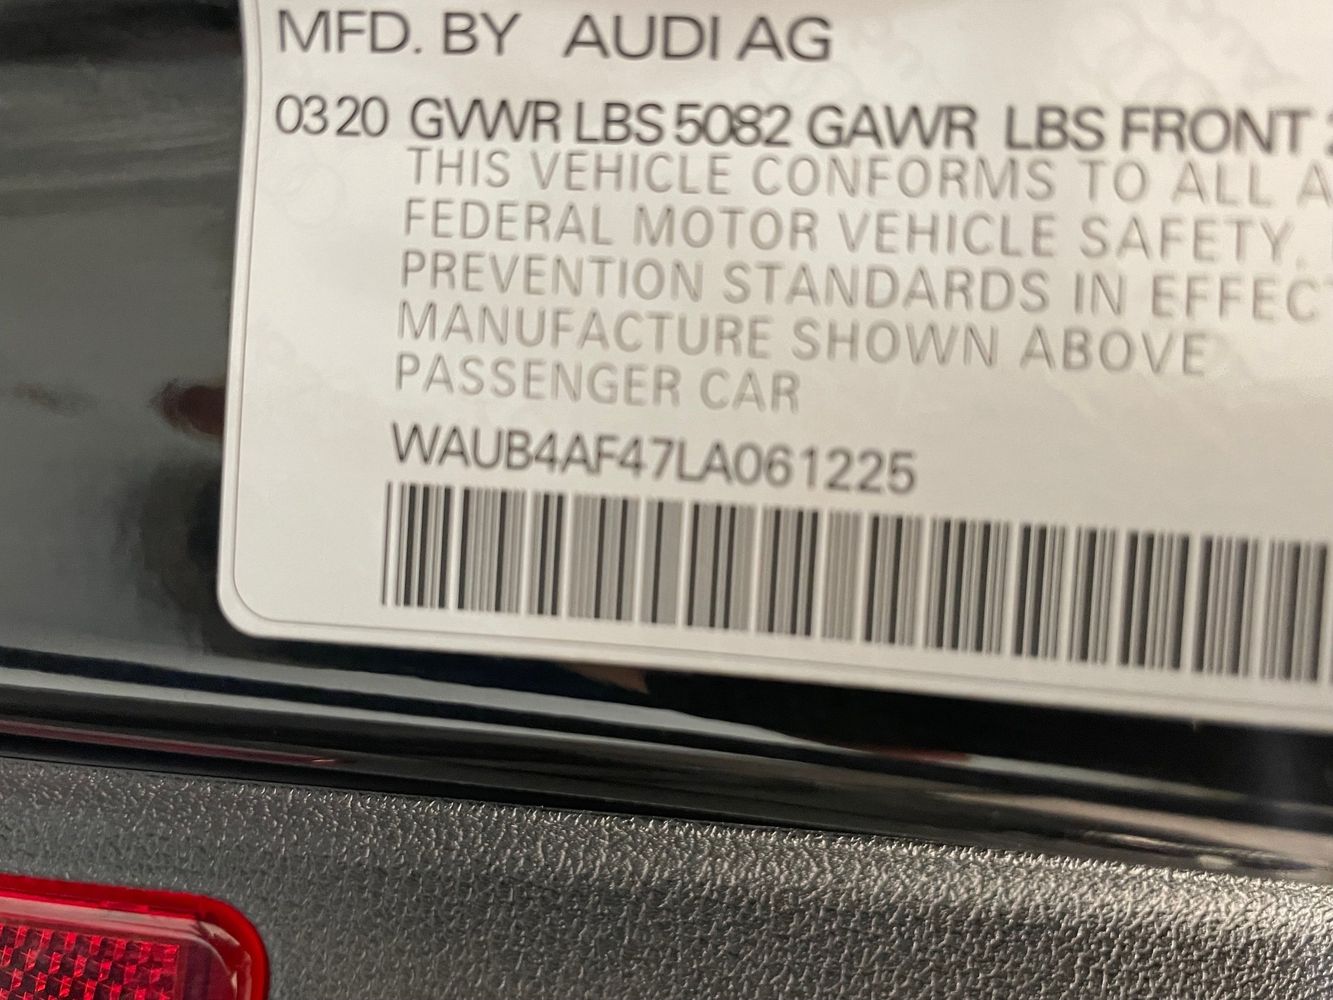 MFD. BY AUDI AG
03 20 GVWR LBS 5082 GAWR LBS FRONT
THIS VEHICLE CONFORMS TO ALL
FEDERAL MOTOR VEHICLE SAFETY,
PREVENTION STANDARDS IN EFFECT
MANUFACTURE SHOWN ABOVE
PASSENGER CAR
WAUB4AF47LA061225